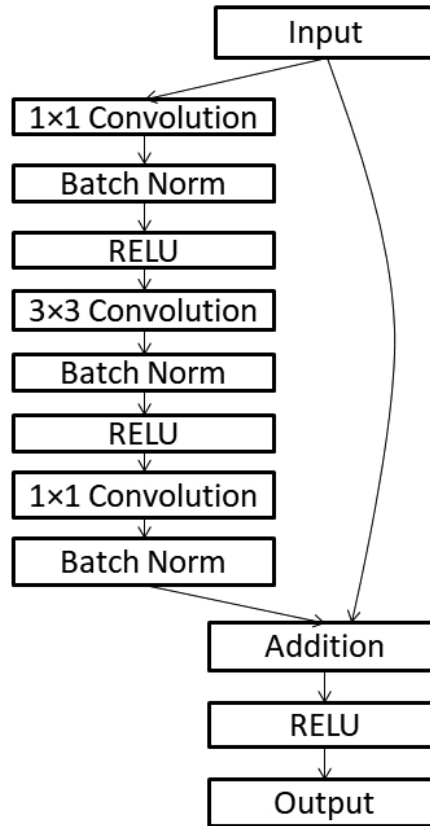 Input
1×1 Convolution
Batch Norm
RELU
3×3 Convolution
Batch Norm
RELU
1×1 Convolution
Batch Norm
Addition
RELU
Output